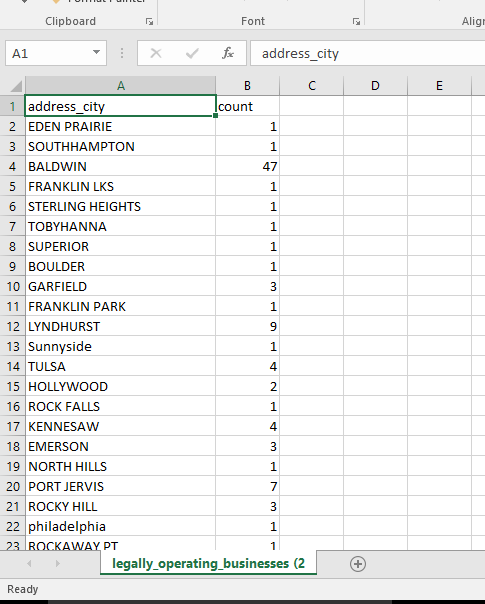 Format Painter
Clipboard Font Align
A1 fx address_city
A B C D E
1 address_city count
2 EDEN PRAIRIE 1
3 SOUTHHAMPTON 1
4 BALDWIN 47
5 FRANKLIN LKS 1
6 STERLING HEIGHTS 1
7 TOBYHANNA 1
8 SUPERIOR 1
9 BOULDER 1
10 GARFIELD 3
11 FRANKLIN PARK 1
12 LYNDHURST 9
13 Sunnyside 1
14 TULSA 4
15 HOLLYWOOD 2
16 ROCK FALLS 1
17 KENNESAW 4
18 EMERSON 3
19 NORTH HILLS 1
20 PORT JERVIS 7
21 ROCKY HILL 3
22 philadelphia 1
23 ROCKAWAY PT 1
legally_operating_businesses (2
Ready